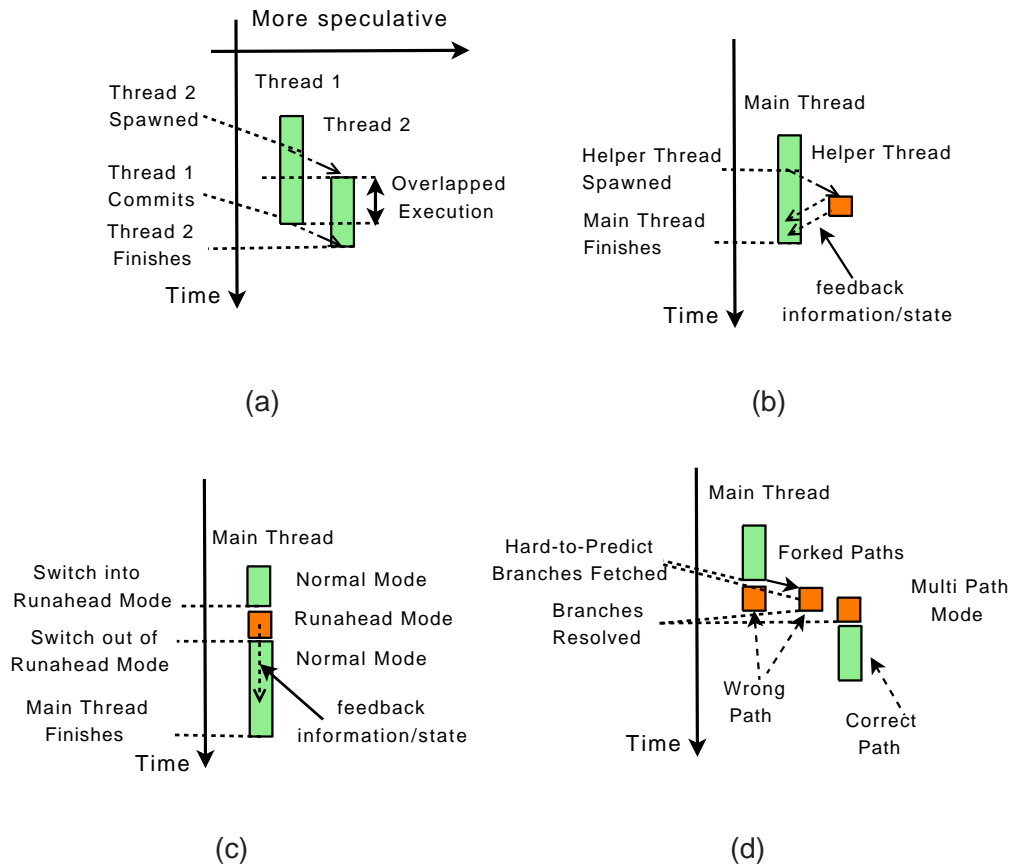 More speculative
Thread 1
Thread 2
Spawned
Thread 2
Thread 1
Commits
Overlapped
Execution
Thread 2
Finishes
Time
(a)
Main Thread
Helper Thread
Spawned
Helper Thread
Main Thread
Finishes
feedback
information/state
Time
(b)
Main Thread
Switch into
Runahead Mode
Normal Mode
Runahead Mode
Switch out of
Runahead Mode
Normal Mode
Main Thread
Finishes
feedback
information/state
Time
(c)
Main Thread
Hard-to-Predict
Branches Fetched
Forked Paths
Multi Path
Mode
Branches
Resolved
Wrong
Path
Correct
Path
Time
(d)